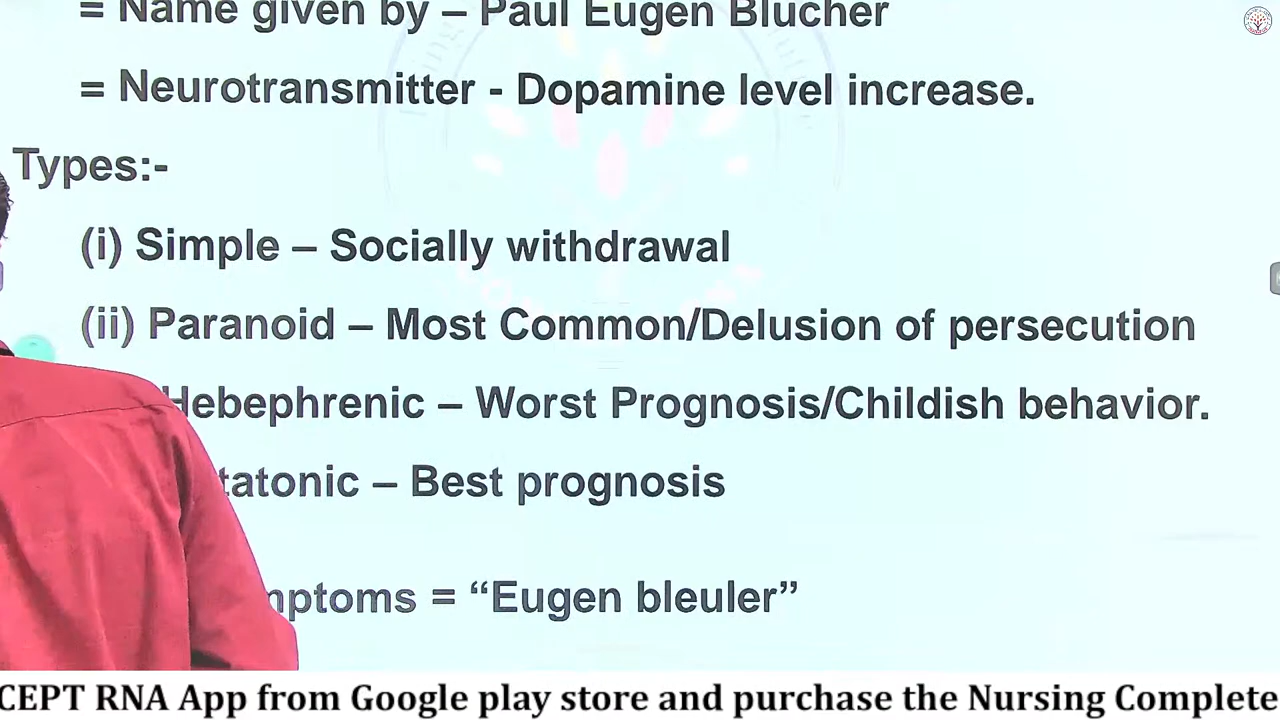 = Name given by – Paul Eugen Blucher
= Neurotransmitter - Dopamine level increase.
Types:-
(i) Simple – Socially withdrawal
(ii) Paranoid – Most Common/Delusion of persecution
Hebephrenic – Worst Prognosis/Childish behavior.
tatonic – Best prognosis
mptoms = “Eugen bleuler”
CEPT RNA App from Google play store and purchase the Nursing Complete